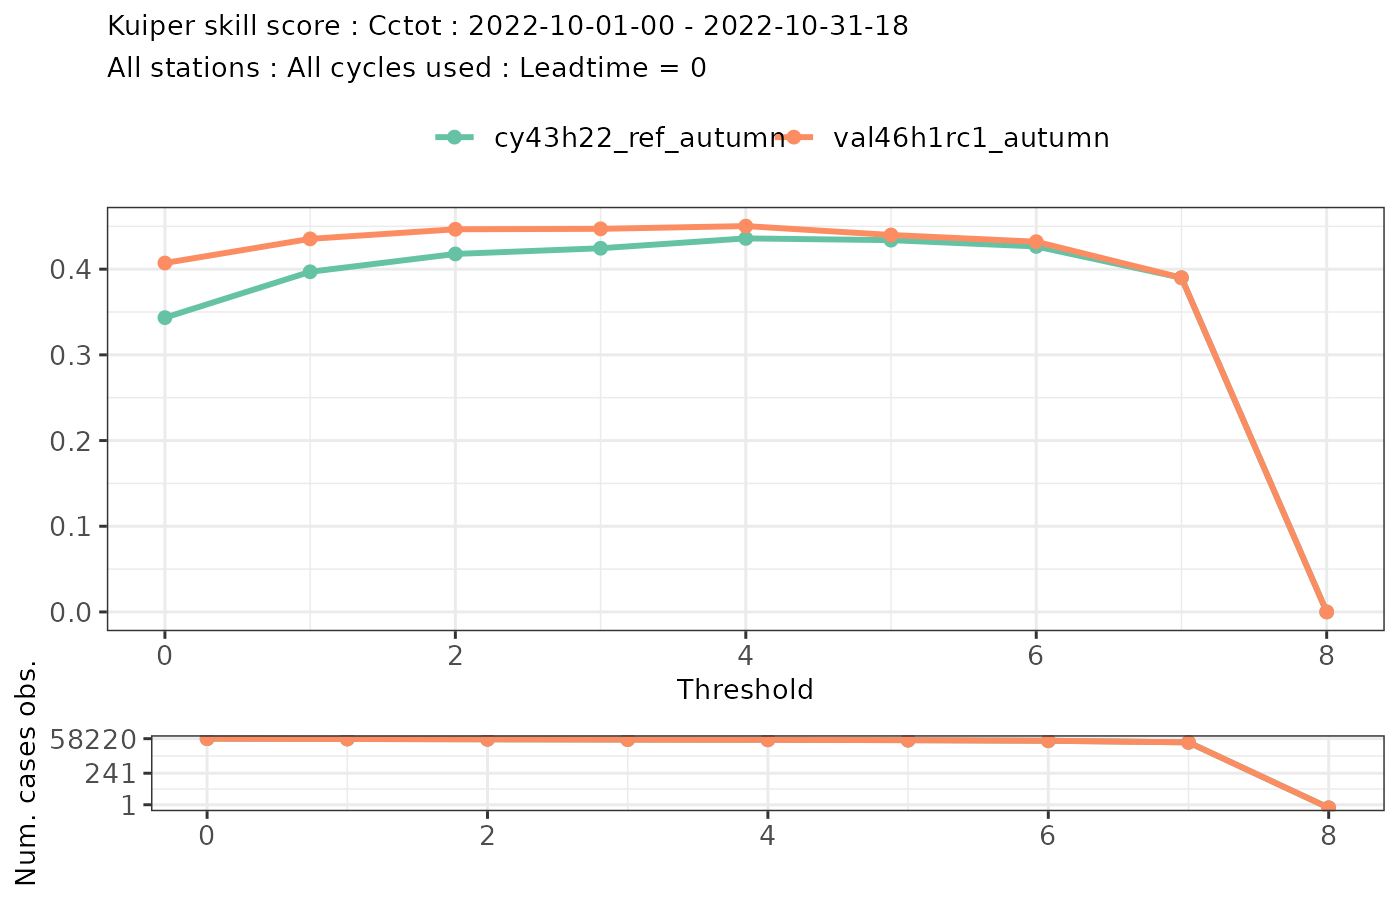 Kuiper skill score : Cctot : 2022-10-01-00 - 2022-10-31-18
All stations : All cycles used : Leadtime = 0
cy43h22_ref_autumn val46h1rc1_autumn
0.4
0.3
0.2
0.1
0.0
0 2 4 6 8
Threshold
Num. cases obs.
58220
241
1
0 2 4 6 8